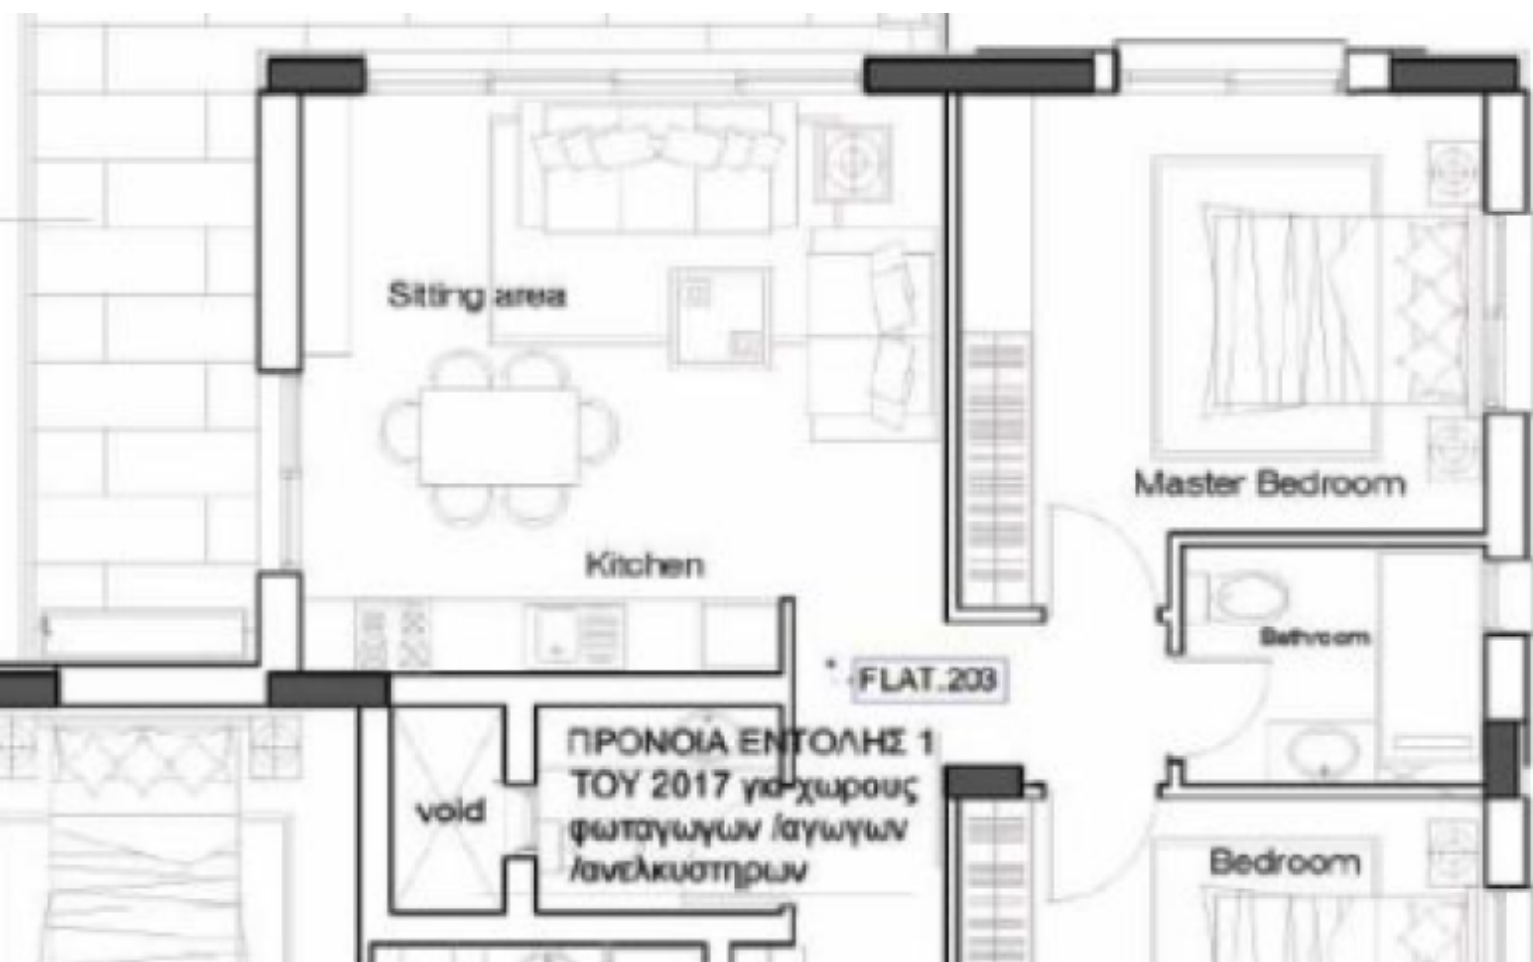 Sitting area
Master Bedroom
Kitchen
Bathroom
FLAT.203
ΠΡΟΝΟΙΑ ΕΝΤΟΛΗΣ 1
ΤΟΥ 2017 για χωρους
φωταγωγων /αγωγων
/ανελκυστηρων
void
Bedroom